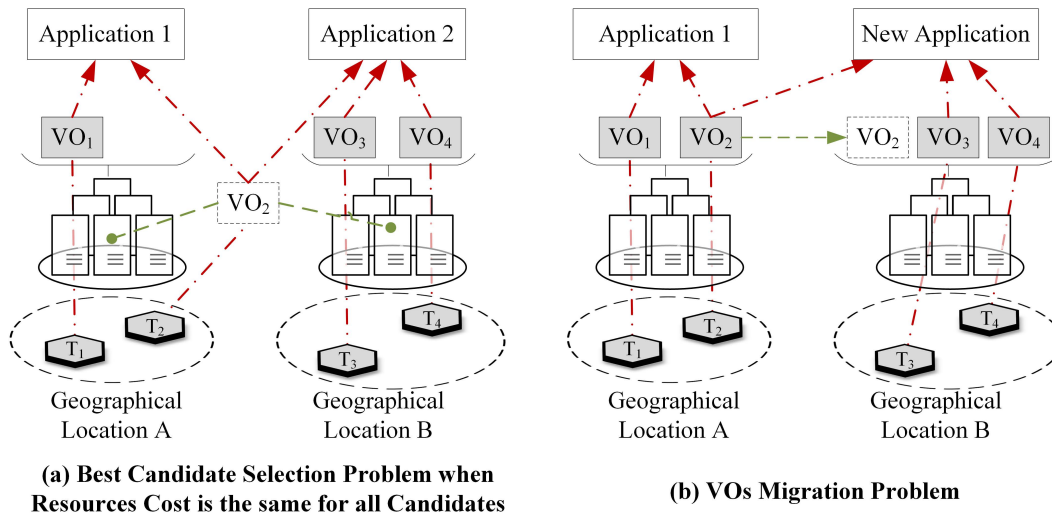 Application 1
Application 2
VO1
VO3
VO4
VO2
T1
T2
T3
T4
Geographical
Location A
Geographical
Location B
(a) Best Candidate Selection Problem when
Resources Cost is the same for all Candidates
Application 1
New Application
VO1
VO2
VO2
VO3
VO4
T1
T2
T3
T4
Geographical
Location A
Geographical
Location B
(b) VOs Migration Problem